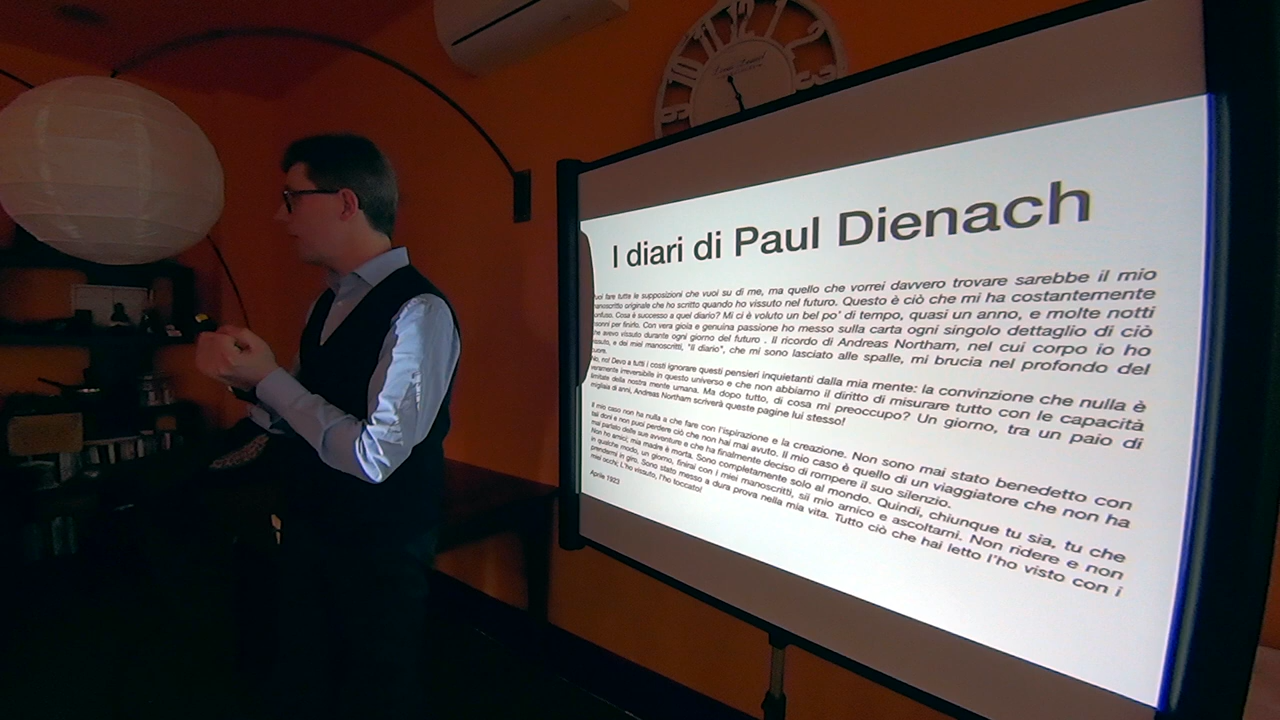 12
11
10
9
2
3
I diari di Paul Dienach
fare tutte le supposizioni che vuoi su di me, ma quello che vorrei davvero trovare sarebbe il mio
manoscritto originale che ho scritto quando ho vissuto nel futuro. Questo è ciò che mi ha costantemente
confuso. Cosa è successo a quel diario? Mi ci è voluto un bel po' di tempo, quasi un anno, e molte notti
insonni per finirlo. Con vera gioia e genuina passione ho messo sulla carta ogni singolo dettaglio di ciò
che avevo vissuto durante ogni giorno del futuro . Il ricordo di Andreas Northam, nel cui corpo io ho
vissuto, e dei miei manoscritti, "Il diario", che mi sono lasciato alle spalle, mi brucia nel profondo del
cuore.
No, no! Devo a tutti i costi ignorare questi pensieri inquietanti dalla mia mente: la convinzione che nulla è
veramente irreversibile in questo universo e che non abbiamo il diritto di misurare tutto con le capacità
limitate della nostra mente umana. Ma dopo tutto, di cosa mi preoccupo? Un giorno, tra un paio di
migliaia di anni, Andreas Northam scriverà queste pagine lui stesso!
Il mio caso non ha nulla a che fare con l'ispirazione e la creazione. Non sono mai stato benedetto con
tali doni e non puoi perdere ciò che non hai mai avuto. Il mio caso è quello di un viaggiatore che non ha
mai parlato delle sue avventure e che ha finalmente deciso di rompere il suo silenzio.
Non ho amici; mia madre è morta. Sono completamente solo al mondo. Quindi, chiunque tu sia, tu che
in qualche modo, un giorno, finirai con i miei manoscritti, sii mio amico e ascoltarmi. Non ridere e non
prendermi in giro. Sono stato messo a dura prova nella mia vita. Tutto ciò che hai letto l'ho visto con i
miei occhi; L'ho vissuto, l'ho toccato!
Aprile 1923